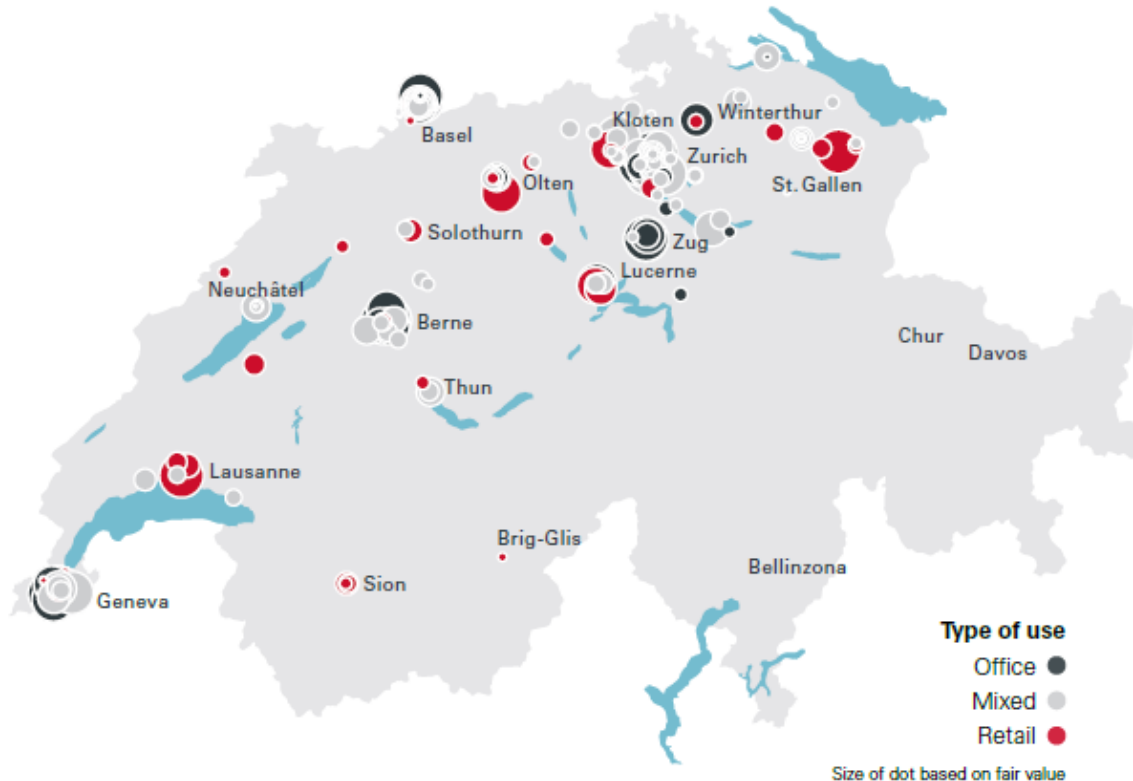 Kloten
Winterthur
Basel
Zurich
Olten
St. Gallen
Solothurn
Zug
Lucerne
Neuchâtel
Berne
Chur
Davos
Thun
Lausanne
Brig-Glis
Bellinzona
Sion
Geneva
Type of use
Office
Mixed
Retail
Size of dot based on fair value